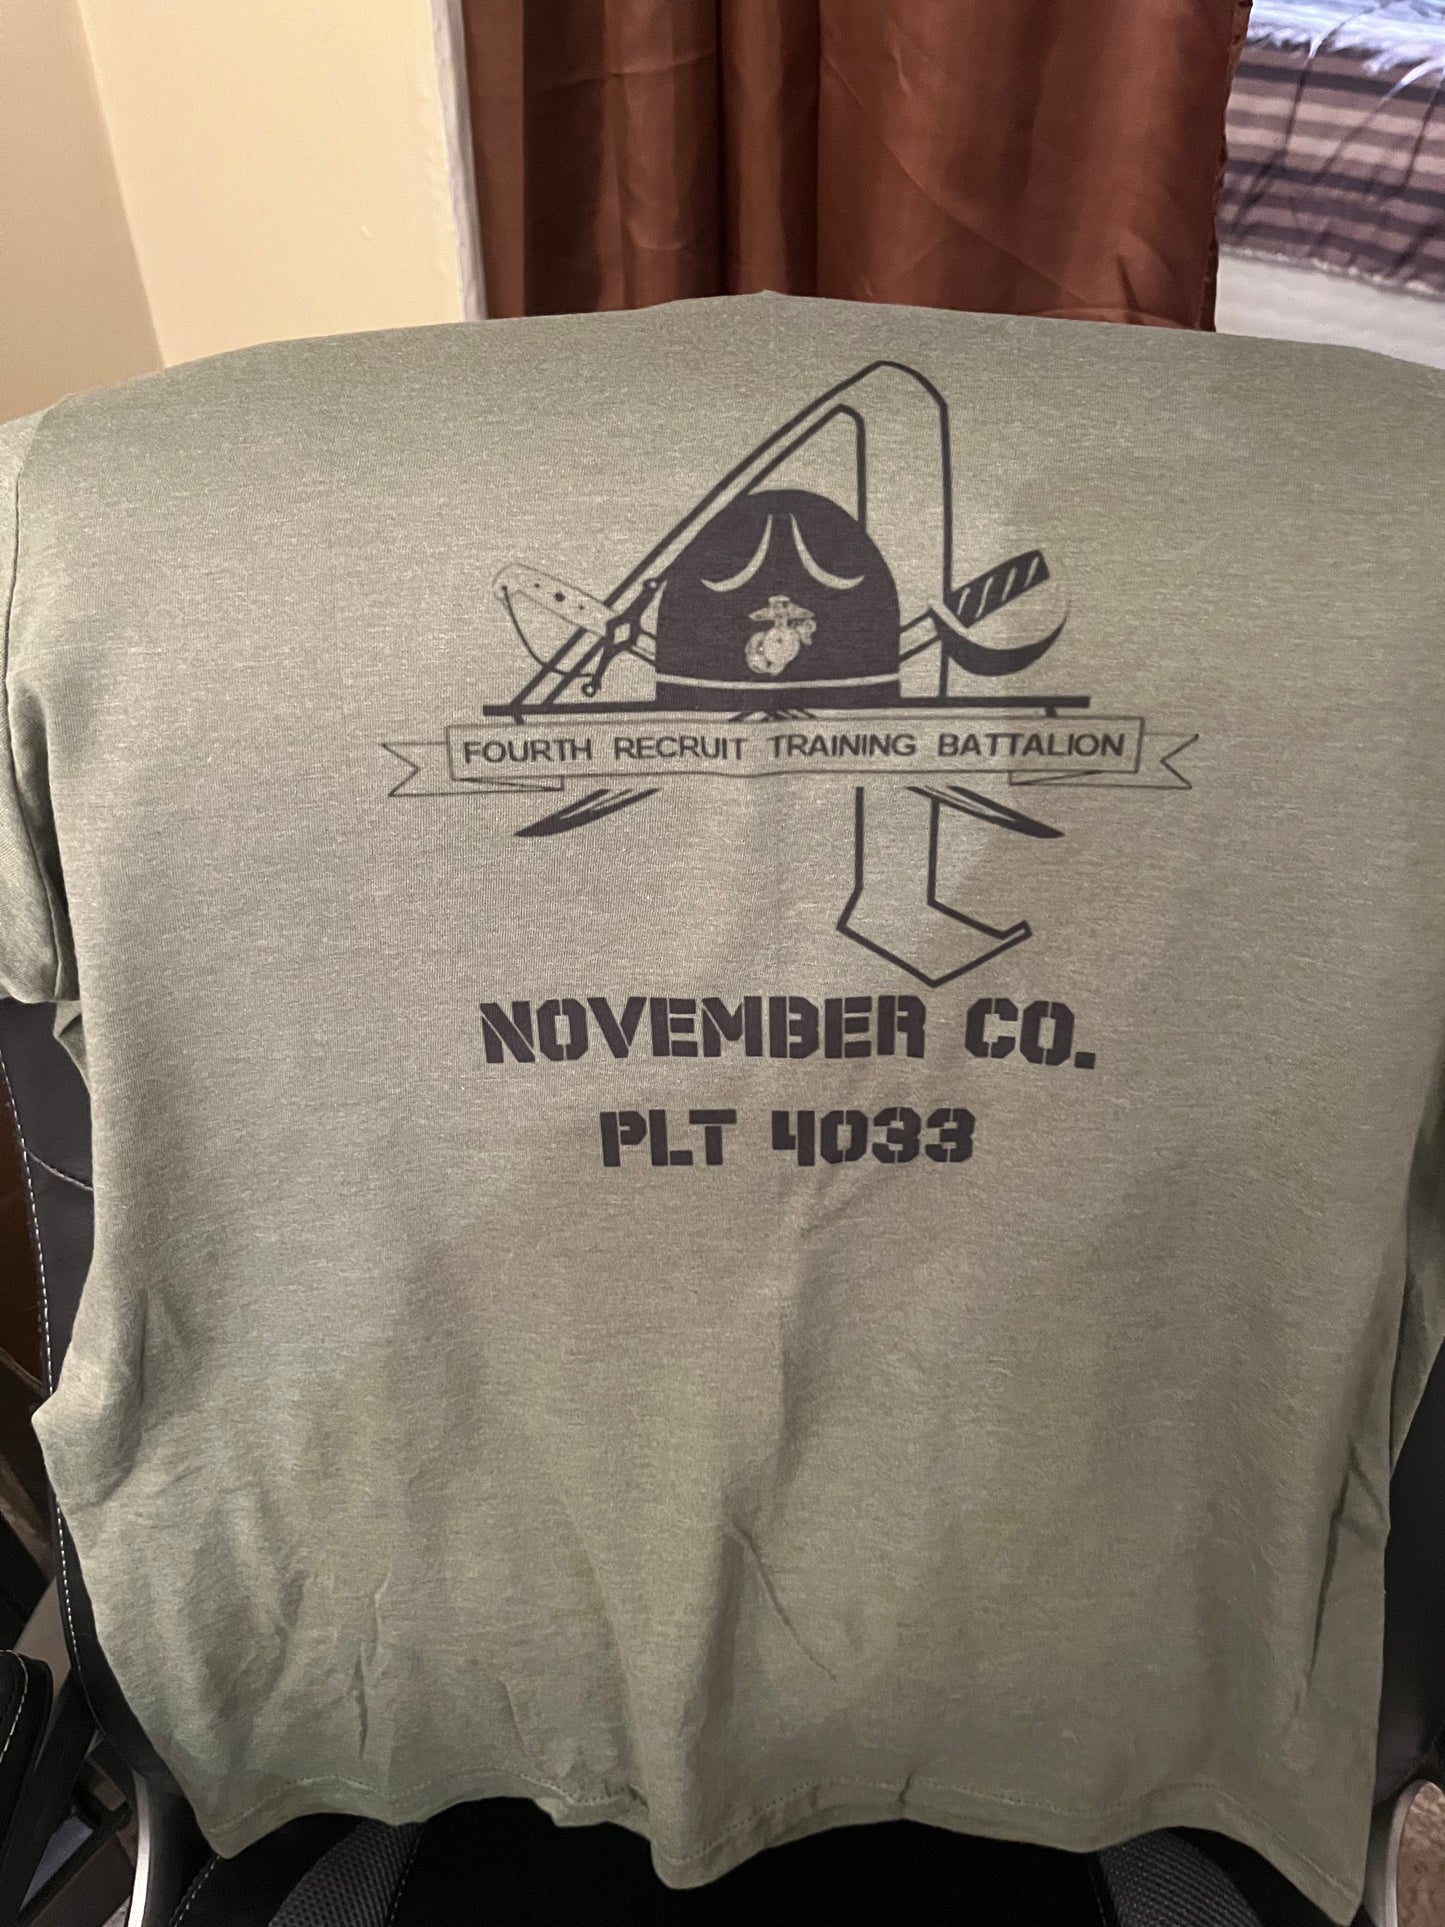 FOURTH RECRUIT TRAINING BATTALION
NOVEMBER CO.
PLT 4033